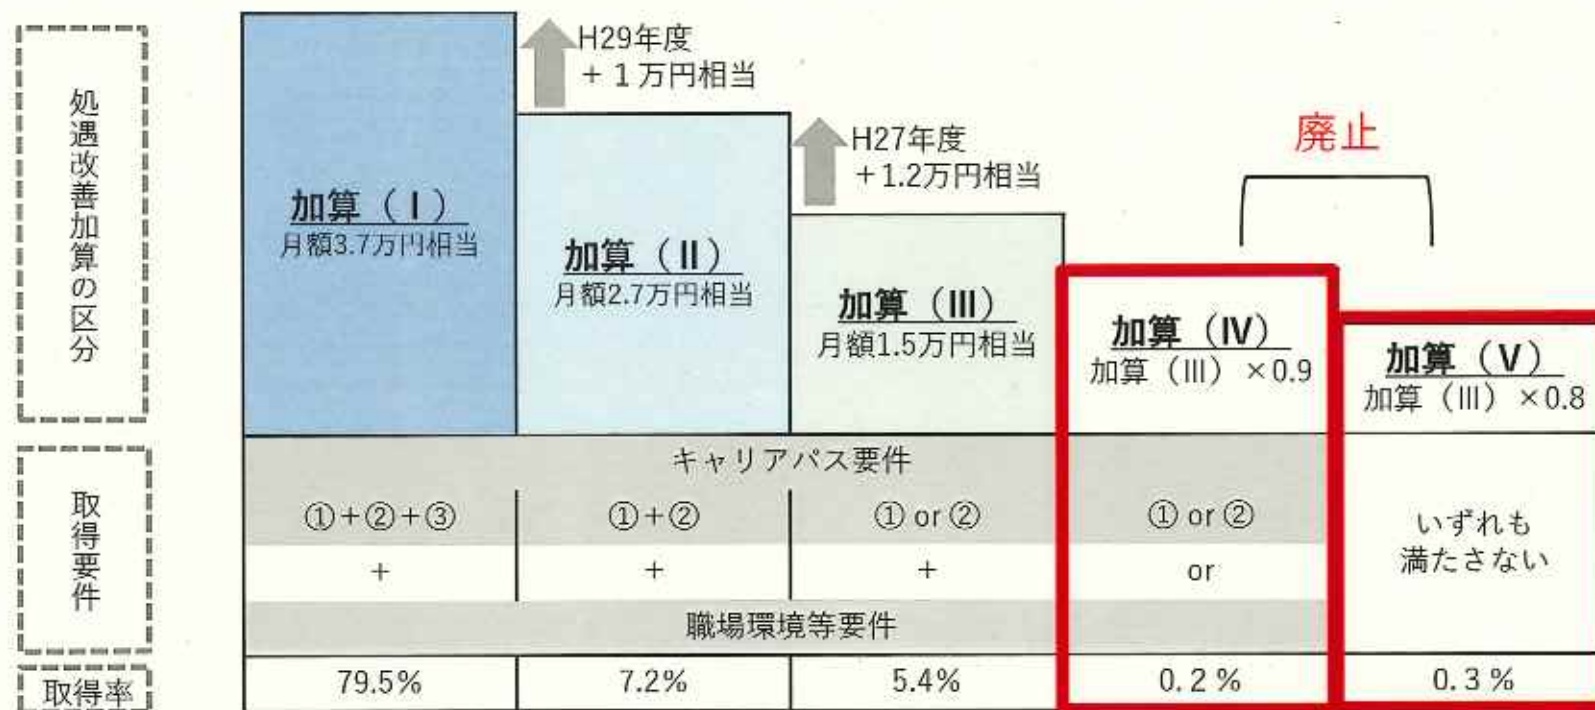 処遇改善加算の区分
H29年度
+ 1 万円相当
H27年度
+1.2万円相当
廃止
加算（Ⅰ）
月額3.7万円相当
加算（Ⅱ）
月額2.7万円相当
加算（Ⅲ）
月額1.5万円相当
加算（Ⅳ）
加算（Ⅲ）×0.9
加算（Ⅴ）
加算（Ⅲ）×0.8
取得要件
キャリアパス要件
①+②+③
①+②
① or ②
① or ②
いずれも
満たさない
+
+
+
or
職場環境等要件
取得率
79.5%
7.2%
5.4%
0.2%
0.3%